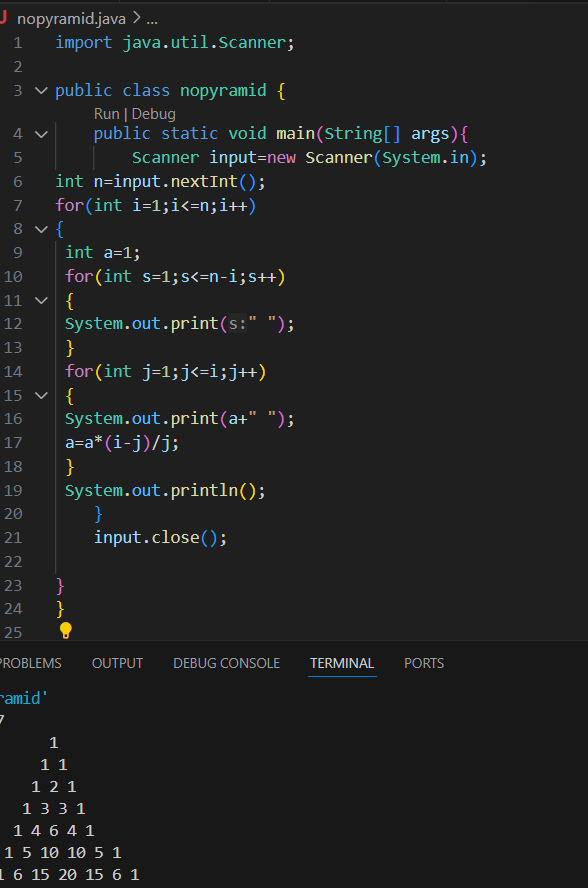 nopyramid.java > ...
1 import java.util.Scanner;
2
3 public class nopyramid {
Run | Debug
4 public static void main(String[] args){
5 Scanner input=new Scanner(System.in);
6 int n=input.nextInt();
7 for(int i=1;i<=n;i++)
8 {
9 int a=1;
10 for(int s=1;s<=n-i;s++)
11 {
12 System.out.print(s:" ");
13 }
14 for(int j=1;j<=i;j++)
15 {
16 System.out.print(a+" ");
17 a=a*(i-j)/j;
18 }
19 System.out.println();
20 }
21 input.close();
22
23 }
24 }
25
PROBLEMS OUTPUT DEBUG CONSOLE TERMINAL PORTS
ramid'
7
1
1 1
1 2 1
1 3 3 1
1 4 6 4 1
1 5 10 10 5 1
1 6 15 20 15 6 1